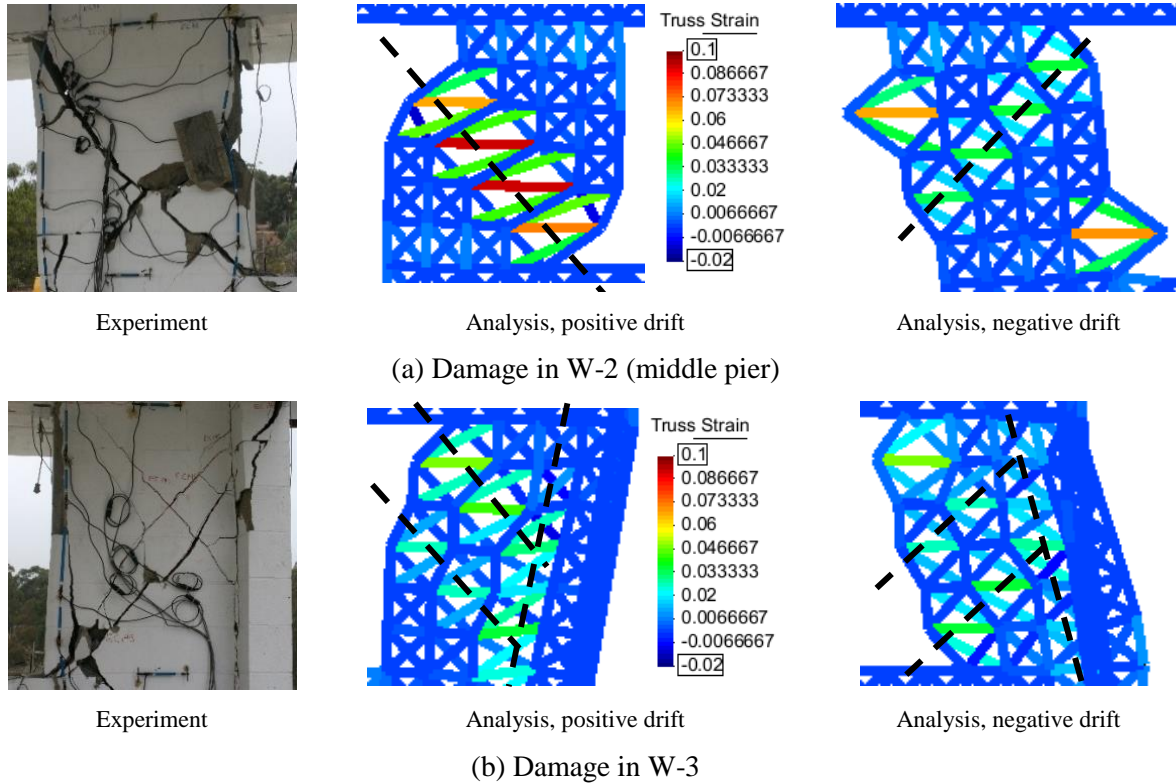 Truss Strain
0.1
0.086667
0.073333
0.06
0.046667
0.033333
0.02
0.0066667
-0.0066667
-0.02
Experiment
Analysis, positive drift
Analysis, negative drift
(a) Damage in W-2 (middle pier)
Truss Strain
0.1
0.086667
0.073333
0.06
0.046667
0.033333
0.02
0.0066667
-0.0066667
-0.02
Experiment
Analysis, positive drift
Analysis, negative drift
(b) Damage in W-3